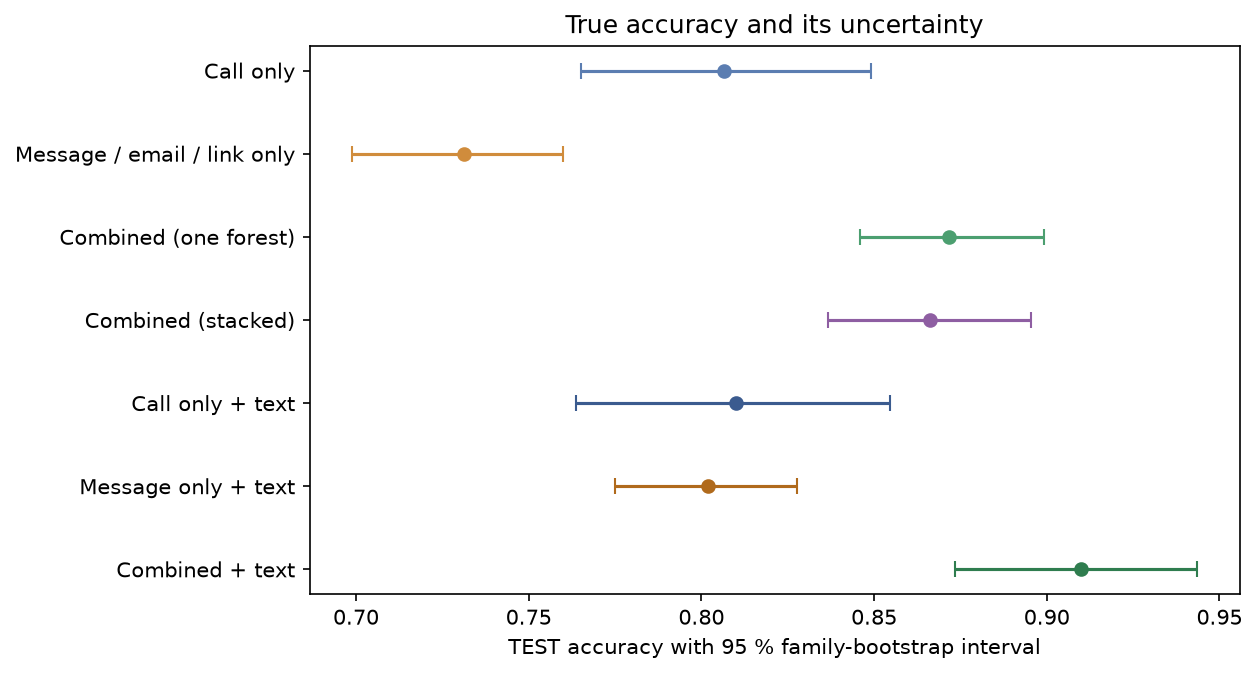 True accuracy and its uncertainty
Call only
Message / email / link only
Combined (one forest)
Combined (stacked)
Call only + text
Message only + text
Combined + text
0.70 0.75 0.80 0.85 0.90 0.95
TEST accuracy with 95 % family-bootstrap interval